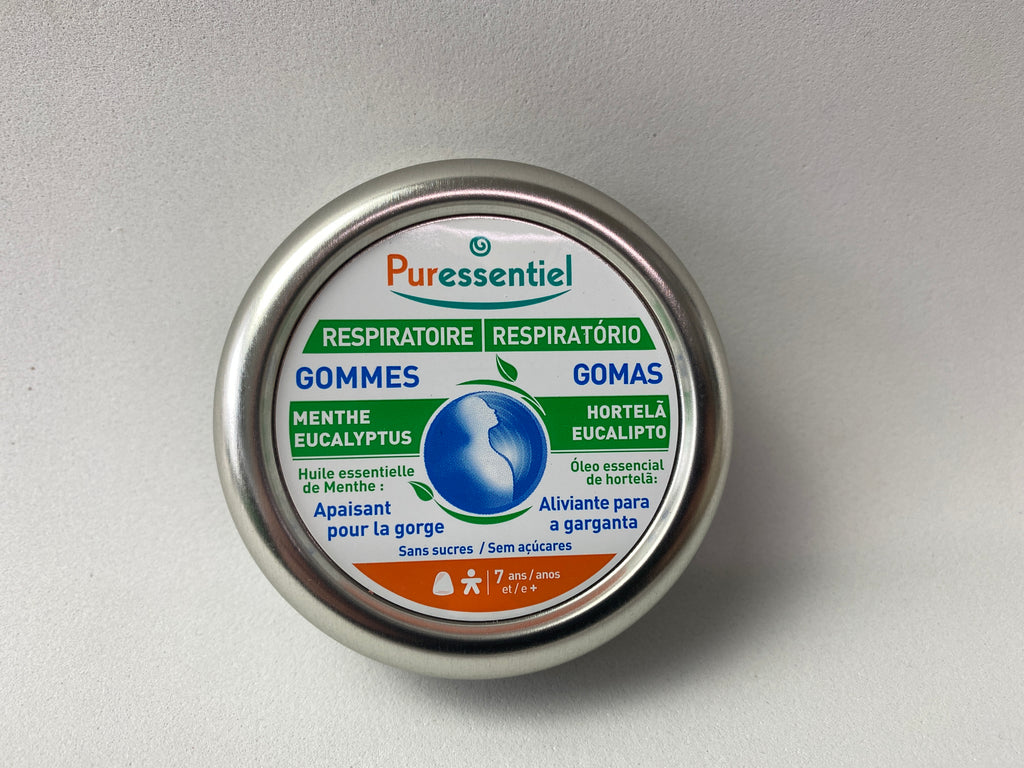 Puressentiel
RESPIRATOIRE | RESPIRATÓRIO
GOMMES GOMAS
MENTHE HORTELÃ
EUCALYPTUS EUCALIPTO
Huile essentielle Óleo essencial
de Menthe : de hortelã:
Apaisant Aliviante para
pour la gorge a garganta
Sans sucres / Sem açúcares
7 ans / anos
et / e +